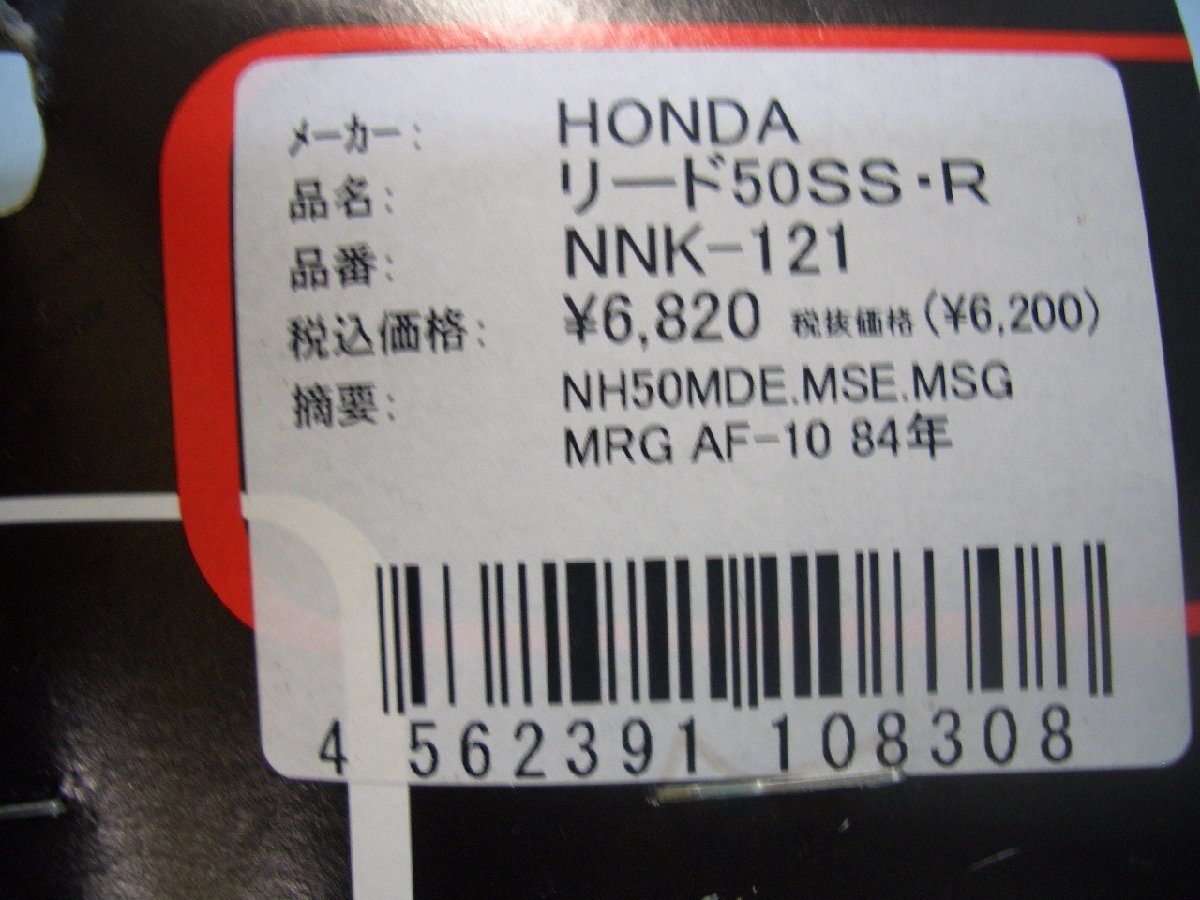 メーカー: HONDA
品名: リード50SS・R
品番: NNK-121
税込価格: ¥6,820 税抜価格(¥6,200)
摘要: NH50MDE.MSE.MSG
MRG AF-10 84年
4 562391 108308